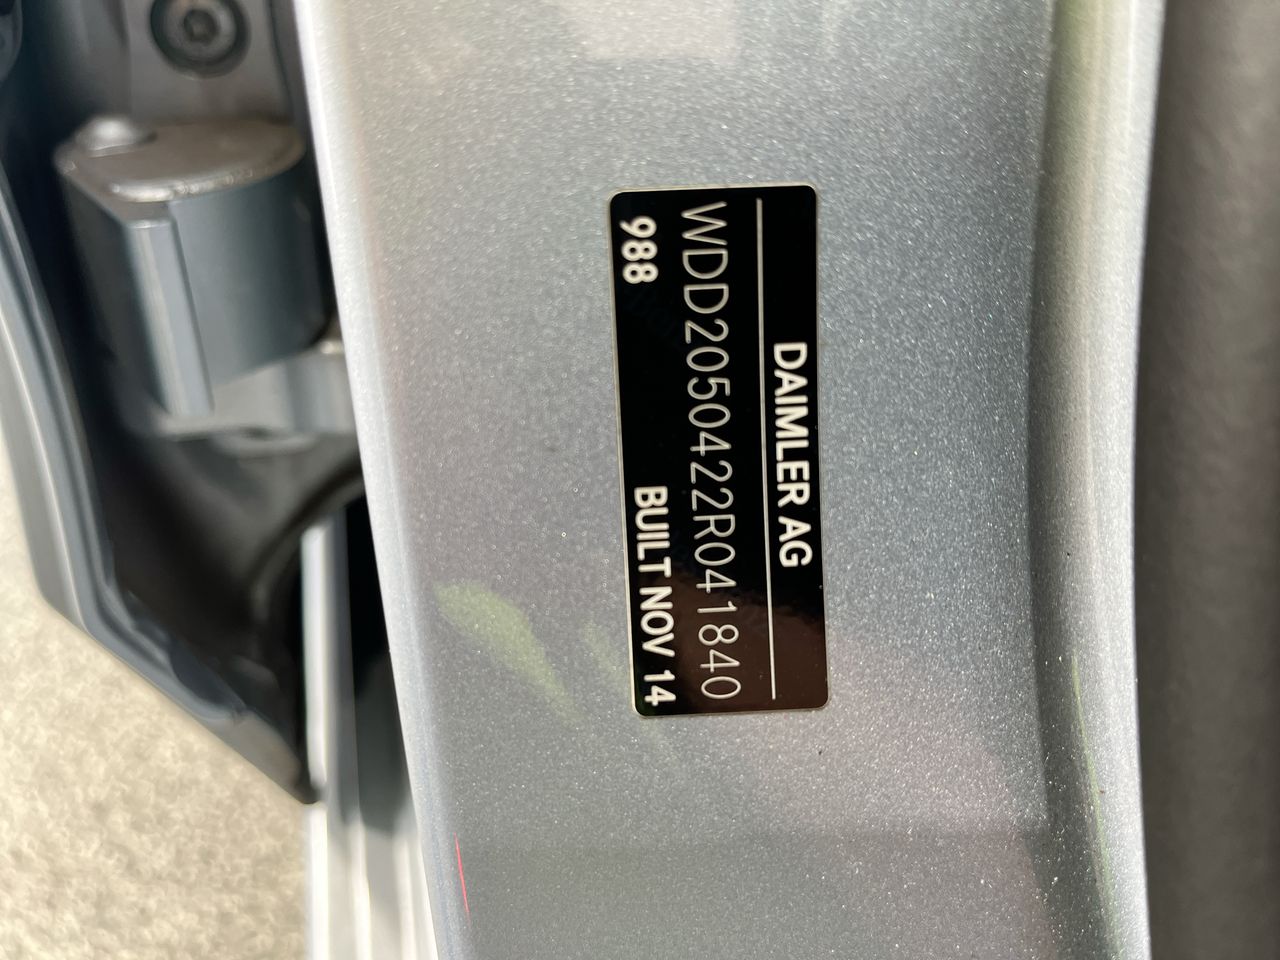 DAIMLER AG
WDD2050422R041840
988 BUILT NOV 14